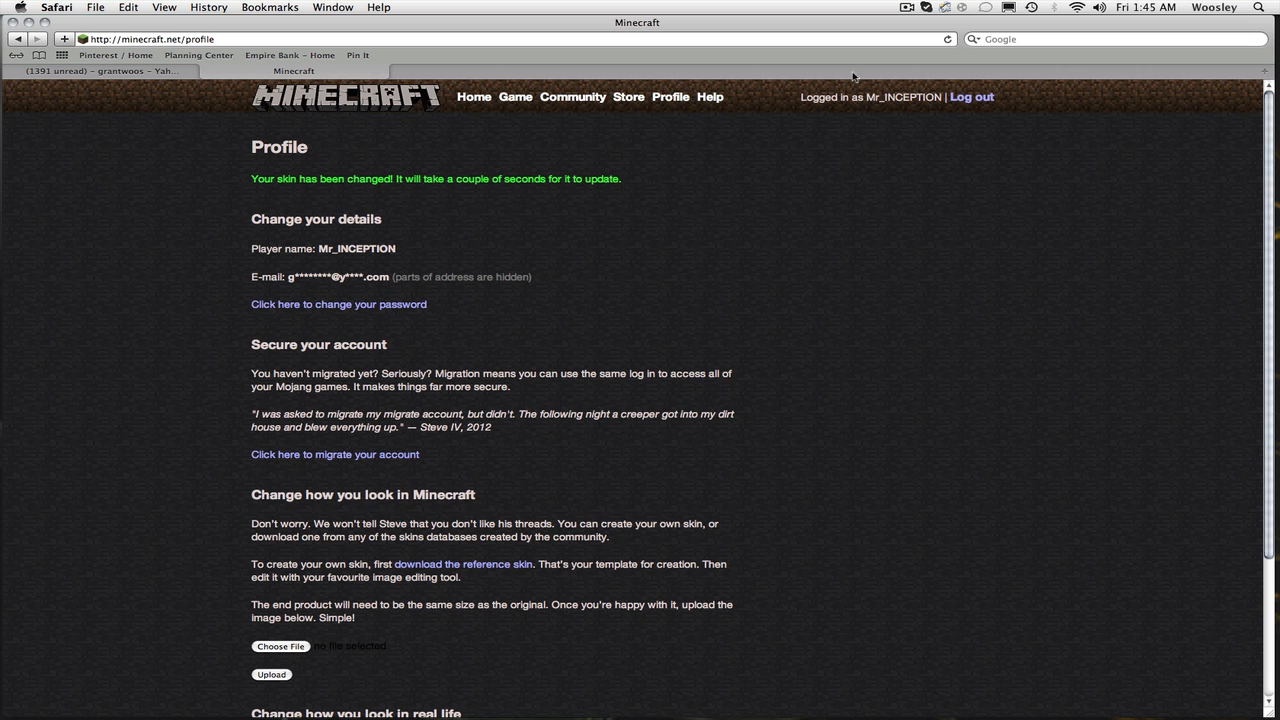 Safari File Edit View History Bookmarks Window Help Fri 1:45 AM Woosley
Minecraft
http://minecraft.net/profile Google
Pinterest / Home Planning Center Empire Bank – Home Pin It
(1391 unread) – grantwoos – Yah... Minecraft
MINECRAFT Home Game Community Store Profile Help Logged in as Mr_INCEPTION | Log out
Profile
Your skin has been changed! It will take a couple of seconds for it to update.
Change your details
Player name: Mr_INCEPTION
E-mail: g********@y****.com (parts of address are hidden)
Click here to change your password
Secure your account
You haven't migrated yet? Seriously? Migration means you can use the same log in to access all of
your Mojang games. It makes things far more secure.
"I was asked to migrate my migrate account, but didn't. The following night a creeper got into my dirt
house and blew everything up." — Steve IV, 2012
Click here to migrate your account
Change how you look in Minecraft
Don't worry. We won't tell Steve that you don't like his threads. You can create your own skin, or
download one from any of the skins databases created by the community.
To create your own skin, first download the reference skin. That's your template for creation. Then
edit it with your favourite image editing tool.
The end product will need to be the same size as the original. Once you're happy with it, upload the
image below. Simple!
Choose File no file selected
Upload
Change how you look in real life